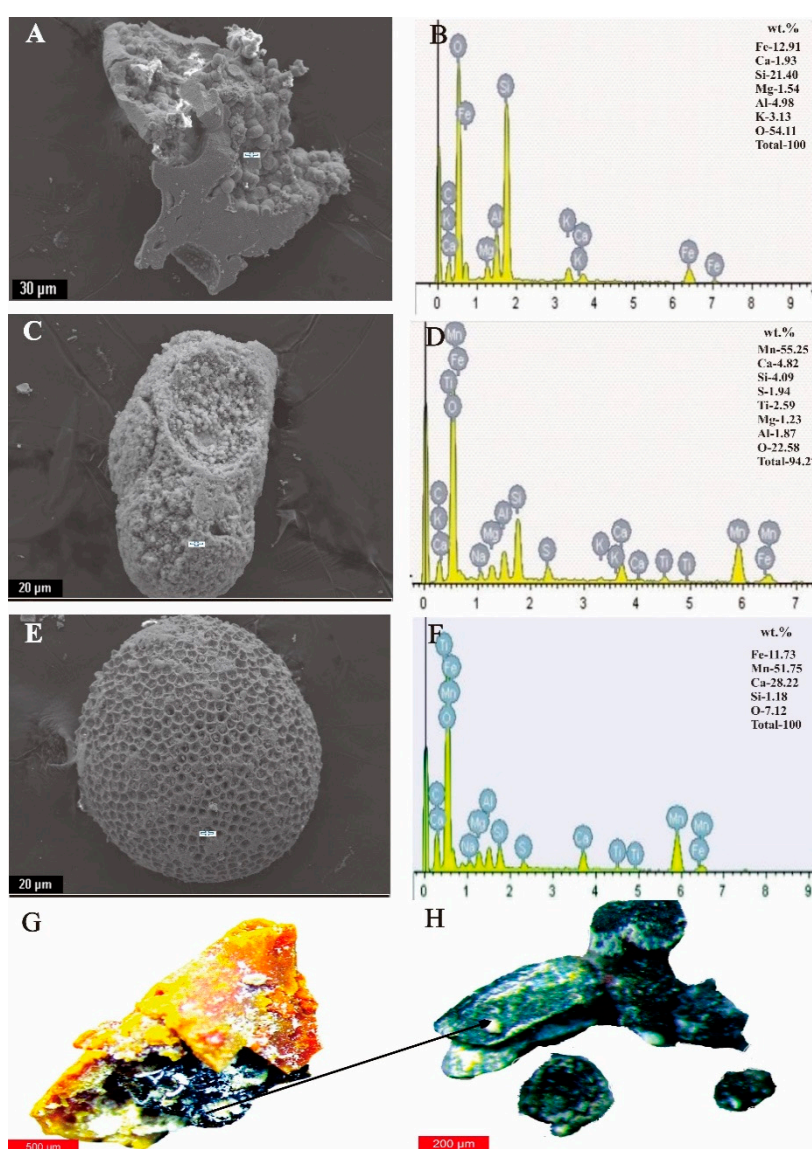 A
30 µm
B
wt.%
Fe-12.91
Ca-1.93
Si-21.40
Mg-1.54
Al-4.98
K-3.13
O-54.11
Total-100
O
Fe
Si
C
K
Ca
Mg
Al
K
Ca
K
Fe
Fe
0 1 2 3 4 5 6 7 8 9
C
20 µm
D
wt.%
Mn-55.25
Ca-4.82
Si-4.09
S-1.94
Ti-2.59
Mg-1.23
Al-1.87
O-22.58
Total-94.2
Mn
Fe
Ti
O
C
K
Ca
Na
Mg
Al
Si
S
K
K
Ca
Ca
Ti
Ti
Mn
Mn
Fe
0 1 2 3 4 5 6 7
E
20 µm
F
wt.%
Fe-11.73
Mn-51.75
Ca-28.22
Si-1.18
O-7.12
Total-100
Ti
Fe
Mn
O
C
Ca
Na
Mg
Al
Si
S
Ca
Ti
Ti
Mn
Mn
Fe
0 1 2 3 4 5 6 7 8 9
G
500 µm
H
200 µm